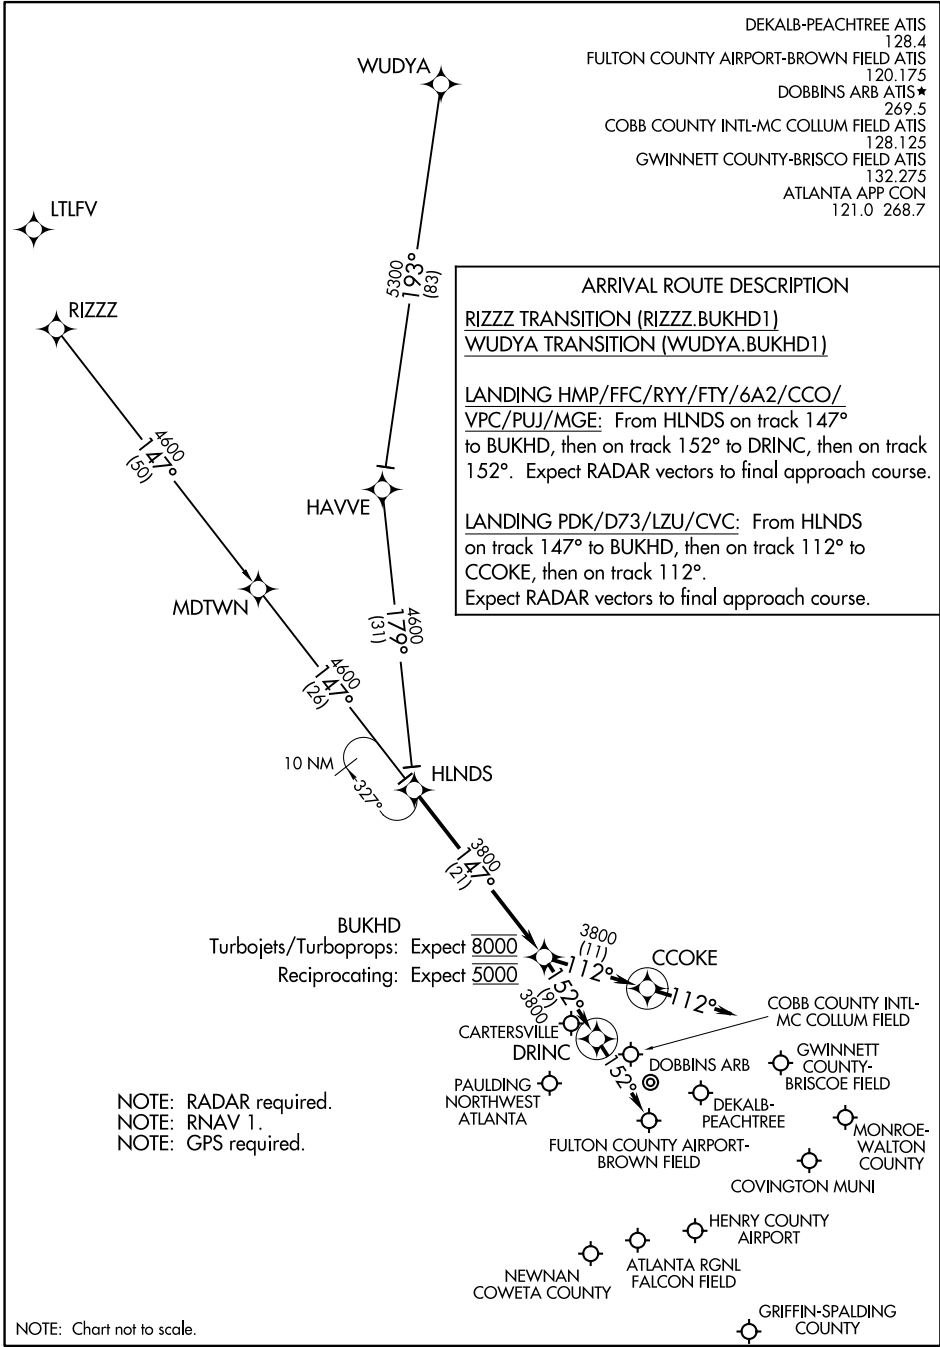 DEKALB-PEACHTREE ATIS
128.4
FULTON COUNTY AIRPORT-BROWN FIELD ATIS
120.175
DOBBINS ARB ATIS★
269.5
COBB COUNTY INTL-MC COLLUM FIELD ATIS
128.125
GWINNETT COUNTY-BRISCO FIELD ATIS
132.275
ATLANTA APP CON
121.0 268.7
WUDYA
LTLFV
RIZZZ
5300
193°
(83)
ARRIVAL ROUTE DESCRIPTION
RIZZZ TRANSITION (RIZZZ.BUKHD1)
WUDYA TRANSITION (WUDYA.BUKHD1)
LANDING HMP/FFC/RYY/FTY/6A2/CCO/
VPC/PUJ/MGE: From HLNDS on track 147°
to BUKHD, then on track 152° to DRINC, then on track
152°. Expect RADAR vectors to final approach course.
LANDING PDK/D73/LZU/CVC: From HLNDS
on track 147° to BUKHD, then on track 112° to
CCOKE, then on track 112°.
Expect RADAR vectors to final approach course.
4600
147°
(50)
HAVVE
MDTWN
4600
179°
(31)
4600
147°
(26)
10 NM
327°
HLNDS
3800
147°
(21)
BUKHD
Turbojets/Turboprops: Expect 8000
Reciprocating: Expect 5000
3800
(11)
112°
CCOKE
112°
152°
(9)
3800
CARTERSVILLE
DRINC
152°
COBB COUNTY INTL-
MC COLLUM FIELD
DOBBINS ARB
GWINNETT
COUNTY-
BRISCOE FIELD
PAULDING
NORTHWEST
ATLANTA
DEKALB-
PEACHTREE
MONROE-
WALTON
COUNTY
FULTON COUNTY AIRPORT-
BROWN FIELD
COVINGTON MUNI
NOTE: RADAR required.
NOTE: RNAV 1.
NOTE: GPS required.
HENRY COUNTY
AIRPORT
NEWNAN
COWETA COUNTY
ATLANTA RGNL
FALCON FIELD
GRIFFIN-SPALDING
COUNTY
NOTE: Chart not to scale.